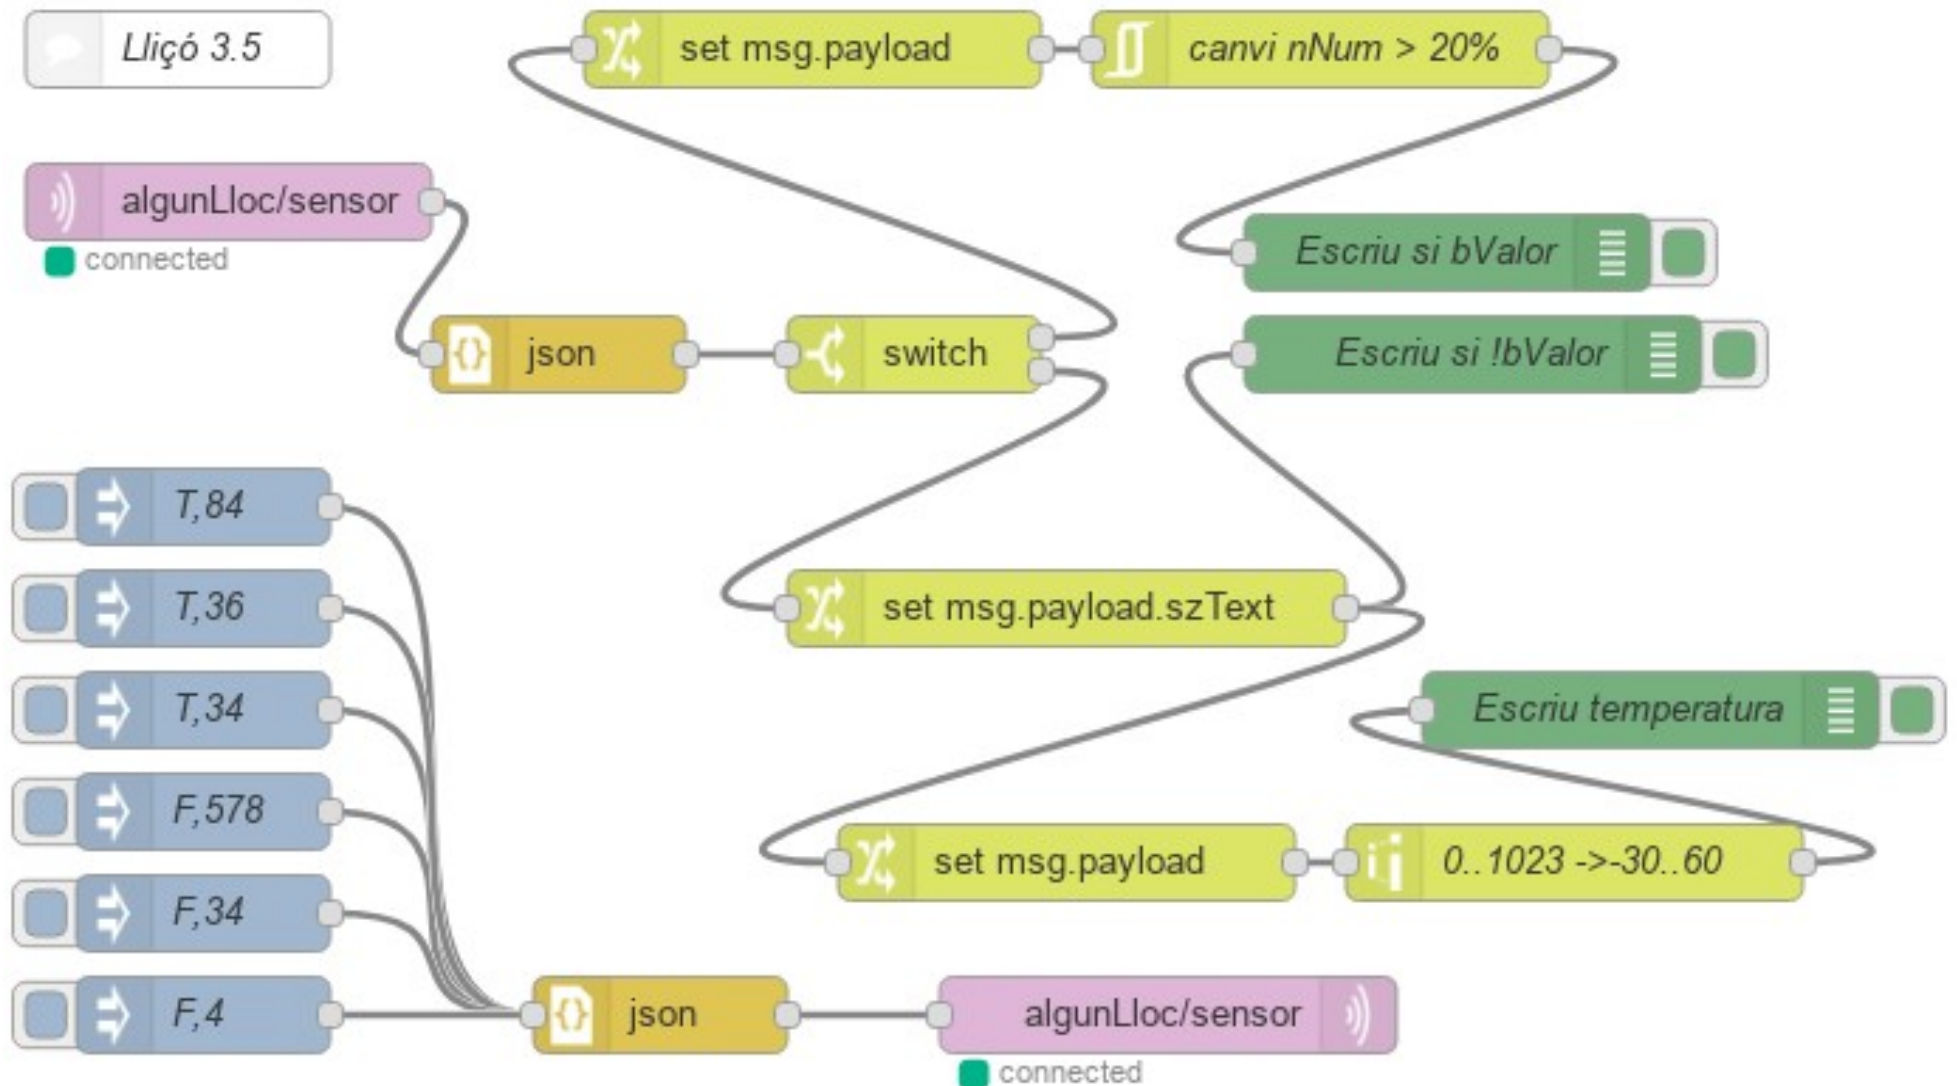 Lliçó 3.5
set msg.payload
canvi nNum > 20%
algunLloc/sensor
connected
Escriu si bValor
json
switch
Escriu si !bValor
T,84
T,36
set msg.payload.szText
T,34
Escriu temperatura
F,578
set msg.payload
0..1023 ->-30..60
F,34
F,4
json
algunLloc/sensor
connected